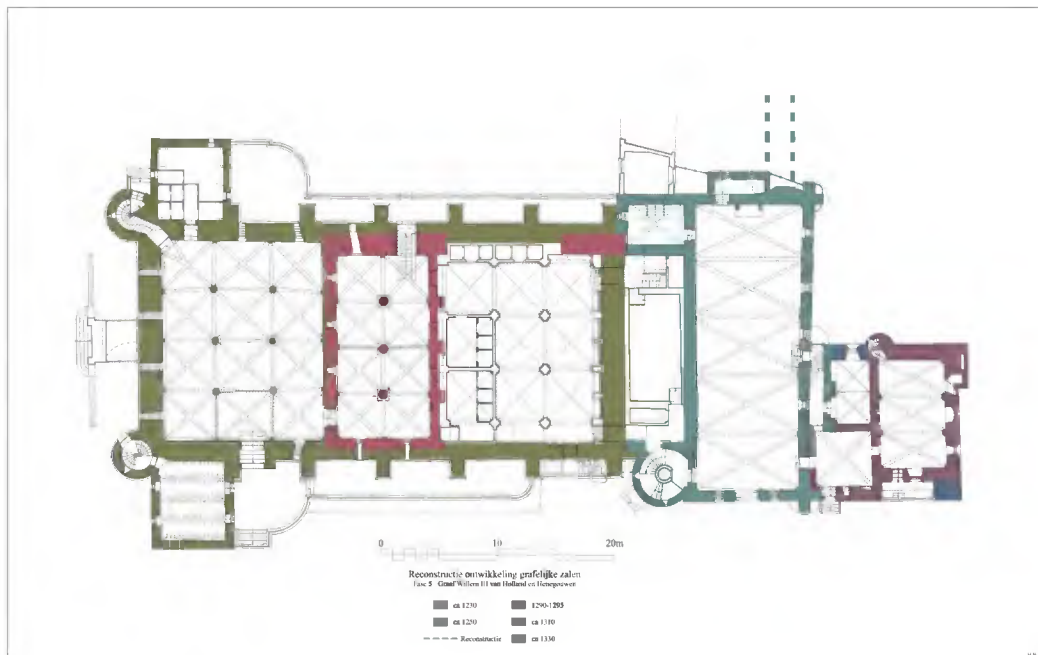 0 10 20m
Reconstructie ontwikkeling grafelijke zalen
Fase 5 Graaf Willem III van Holland en Henegouwen
ca 1230 1290-1295
ca 1250 ca 1310
Reconstructie ca 1330